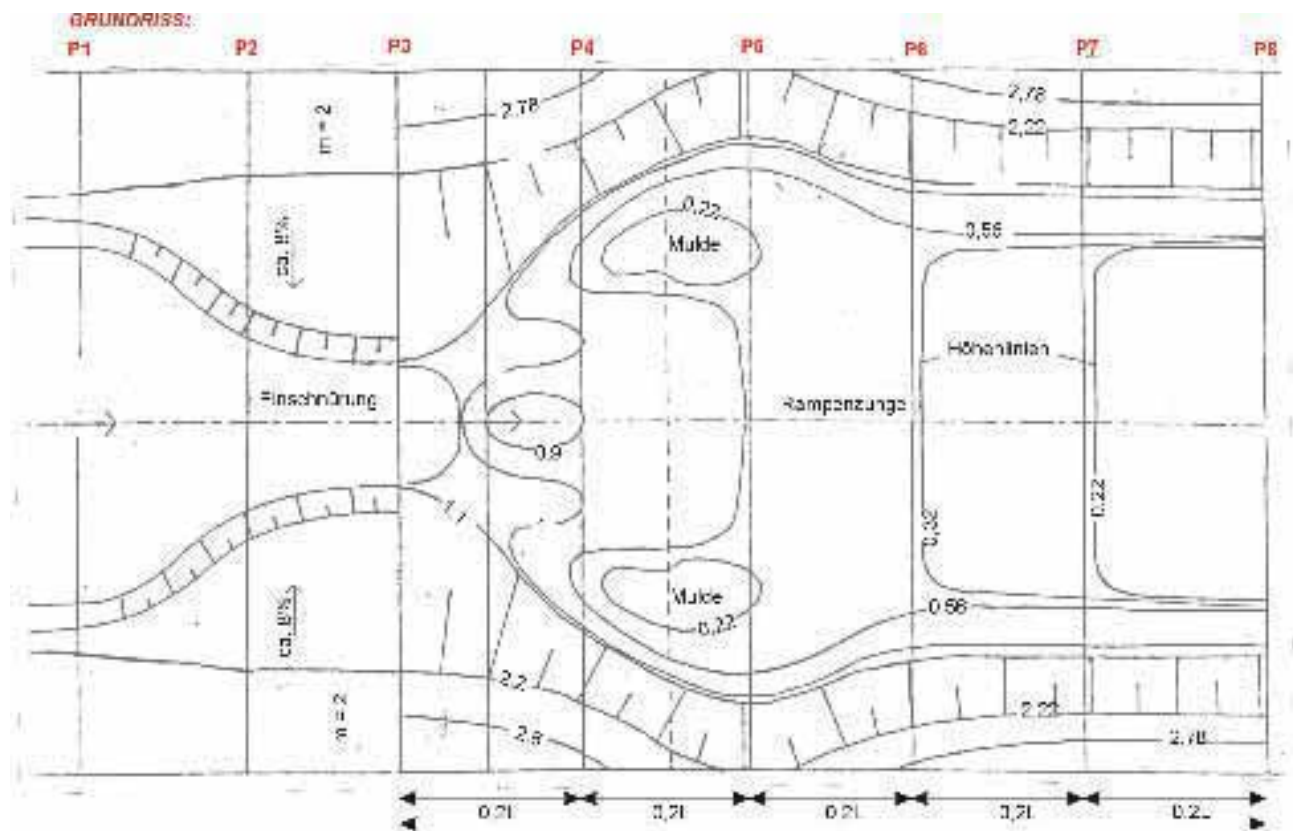 GRUNDRISS:
P1 P2 P3 P4 P5 P6 P7 P8
2,78
2,78
m = 2
2,22
0,22
Mulde
ca. 8%
0,56
Höhenlinien
Einschnürung
Rampenzunge
0,9
1,1
0,32
0,22
Mulde
0,22
0,56
ca. 8%
2,2
m = 2
2,22
2,8
2,78
0,2L 0,2L 0,2L 0,2L 0,2L